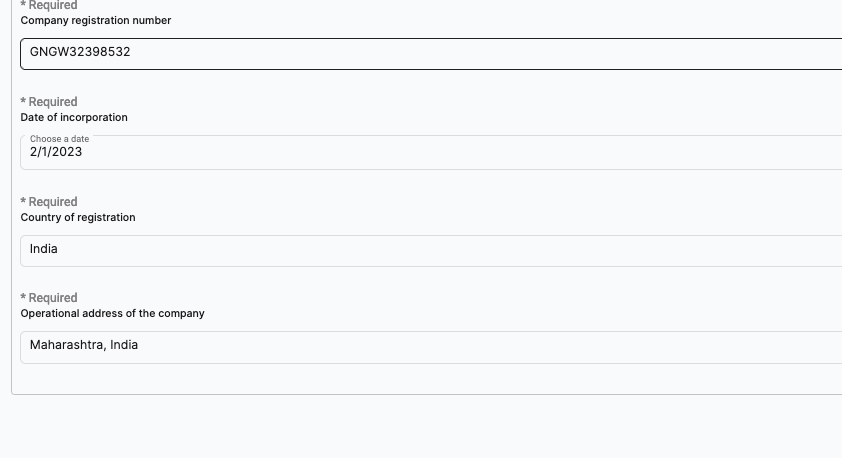 * Required
Company registration number
GNGW32398532
* Required
Date of incorporation
Choose a date
2/1/2023
* Required
Country of registration
India
* Required
Operational address of the company
Maharashtra, India